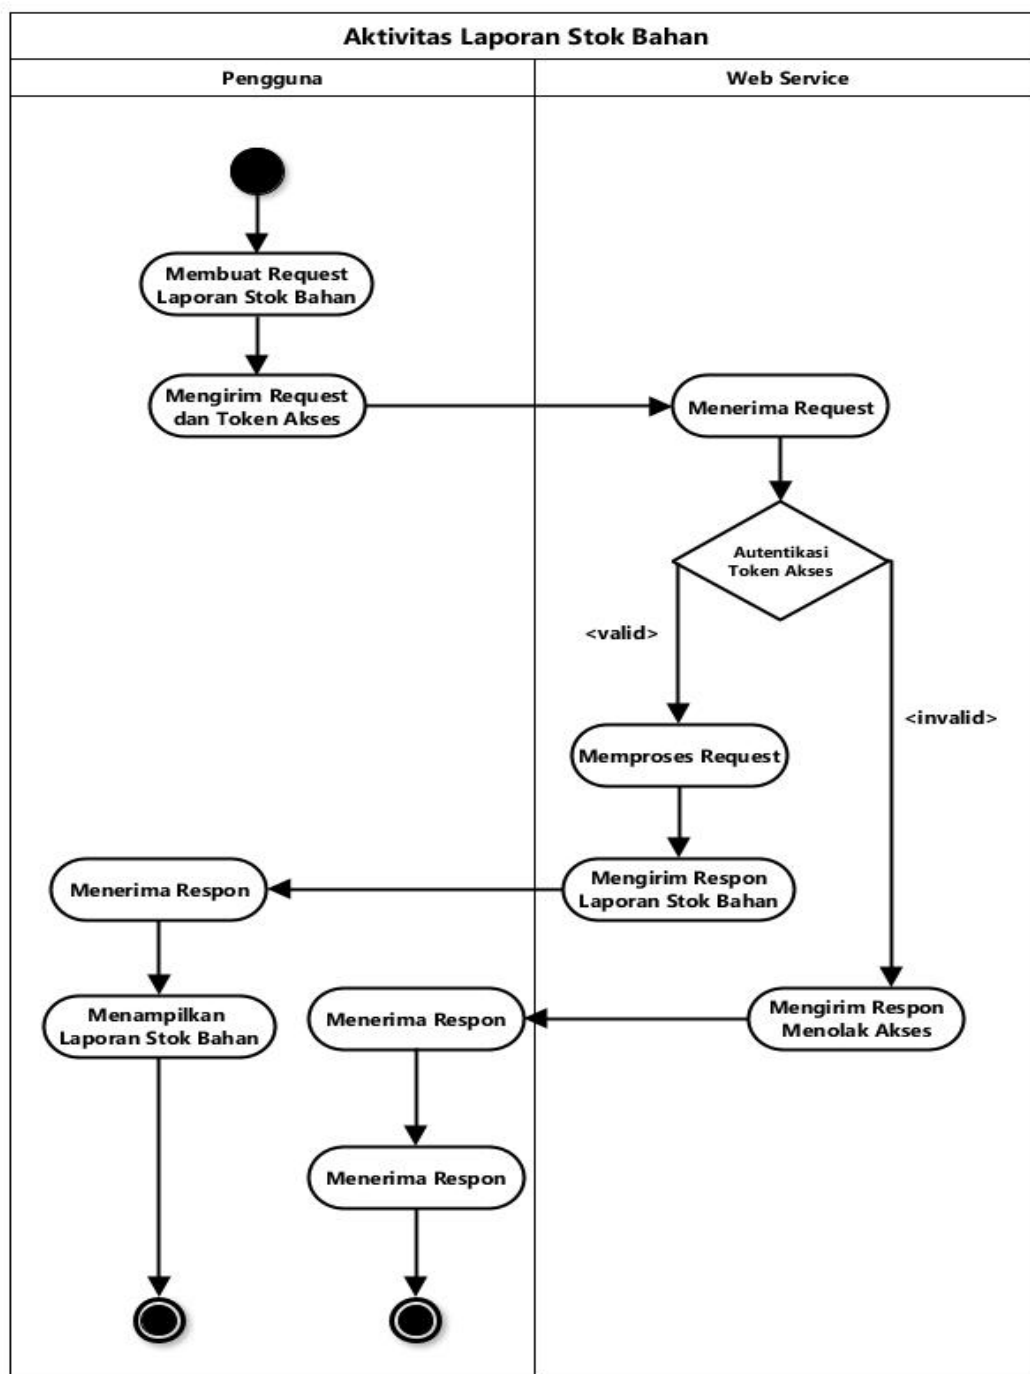 Aktivitas Laporan Stok Bahan
Pengguna
Web Service
Membuat Request
Laporan Stok Bahan
Mengirim Request
dan Token Akses
Menerima Request
Autentikasi
Token Akses
<valid>
<invalid>
Memproses Request
Mengirim Respon
Laporan Stok Bahan
Menerima Respon
Menampilkan
Laporan Stok Bahan
Mengirim Respon
Menolak Akses
Menerima Respon
Menerima Respon